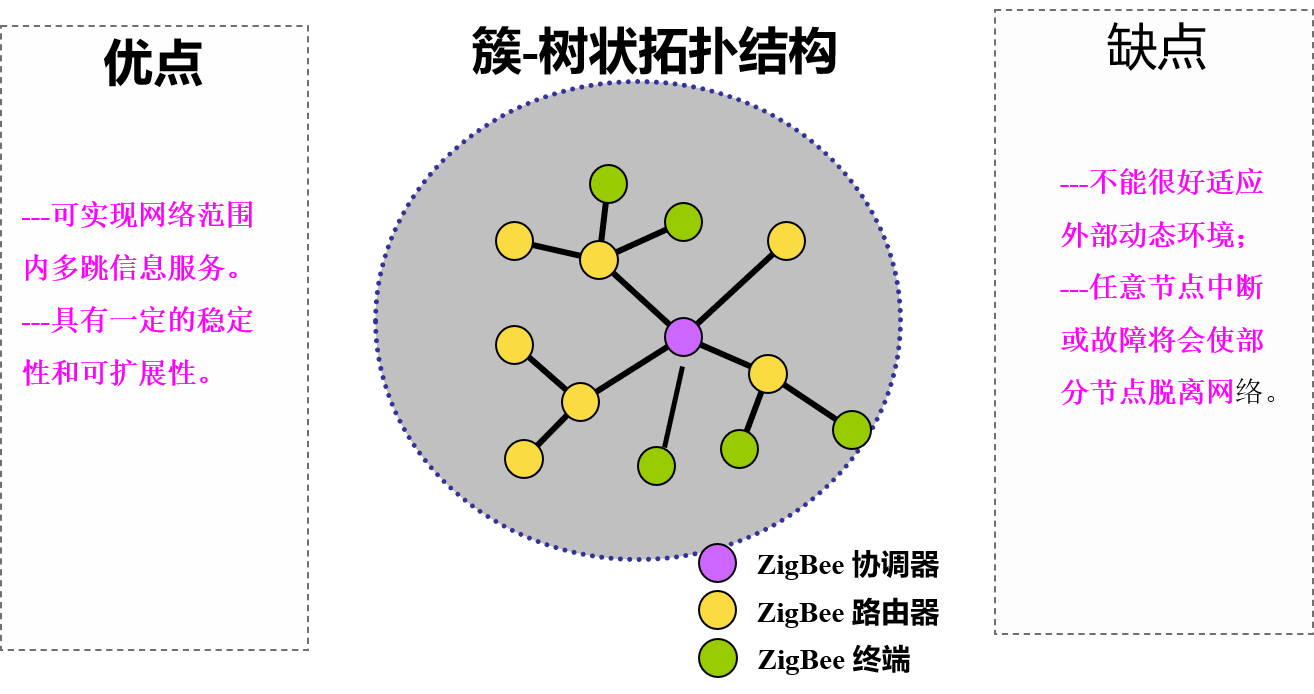 优点
---可实现网络范围
内多跳信息服务。
---具有一定的稳定
性和可扩展性。
簇-树状拓扑结构
ZigBee 协调器
ZigBee 路由器
ZigBee 终端
缺点
---不能很好适应
外部动态环境；
---任意节点中断
或故障将会使部
分节点脱离网络。